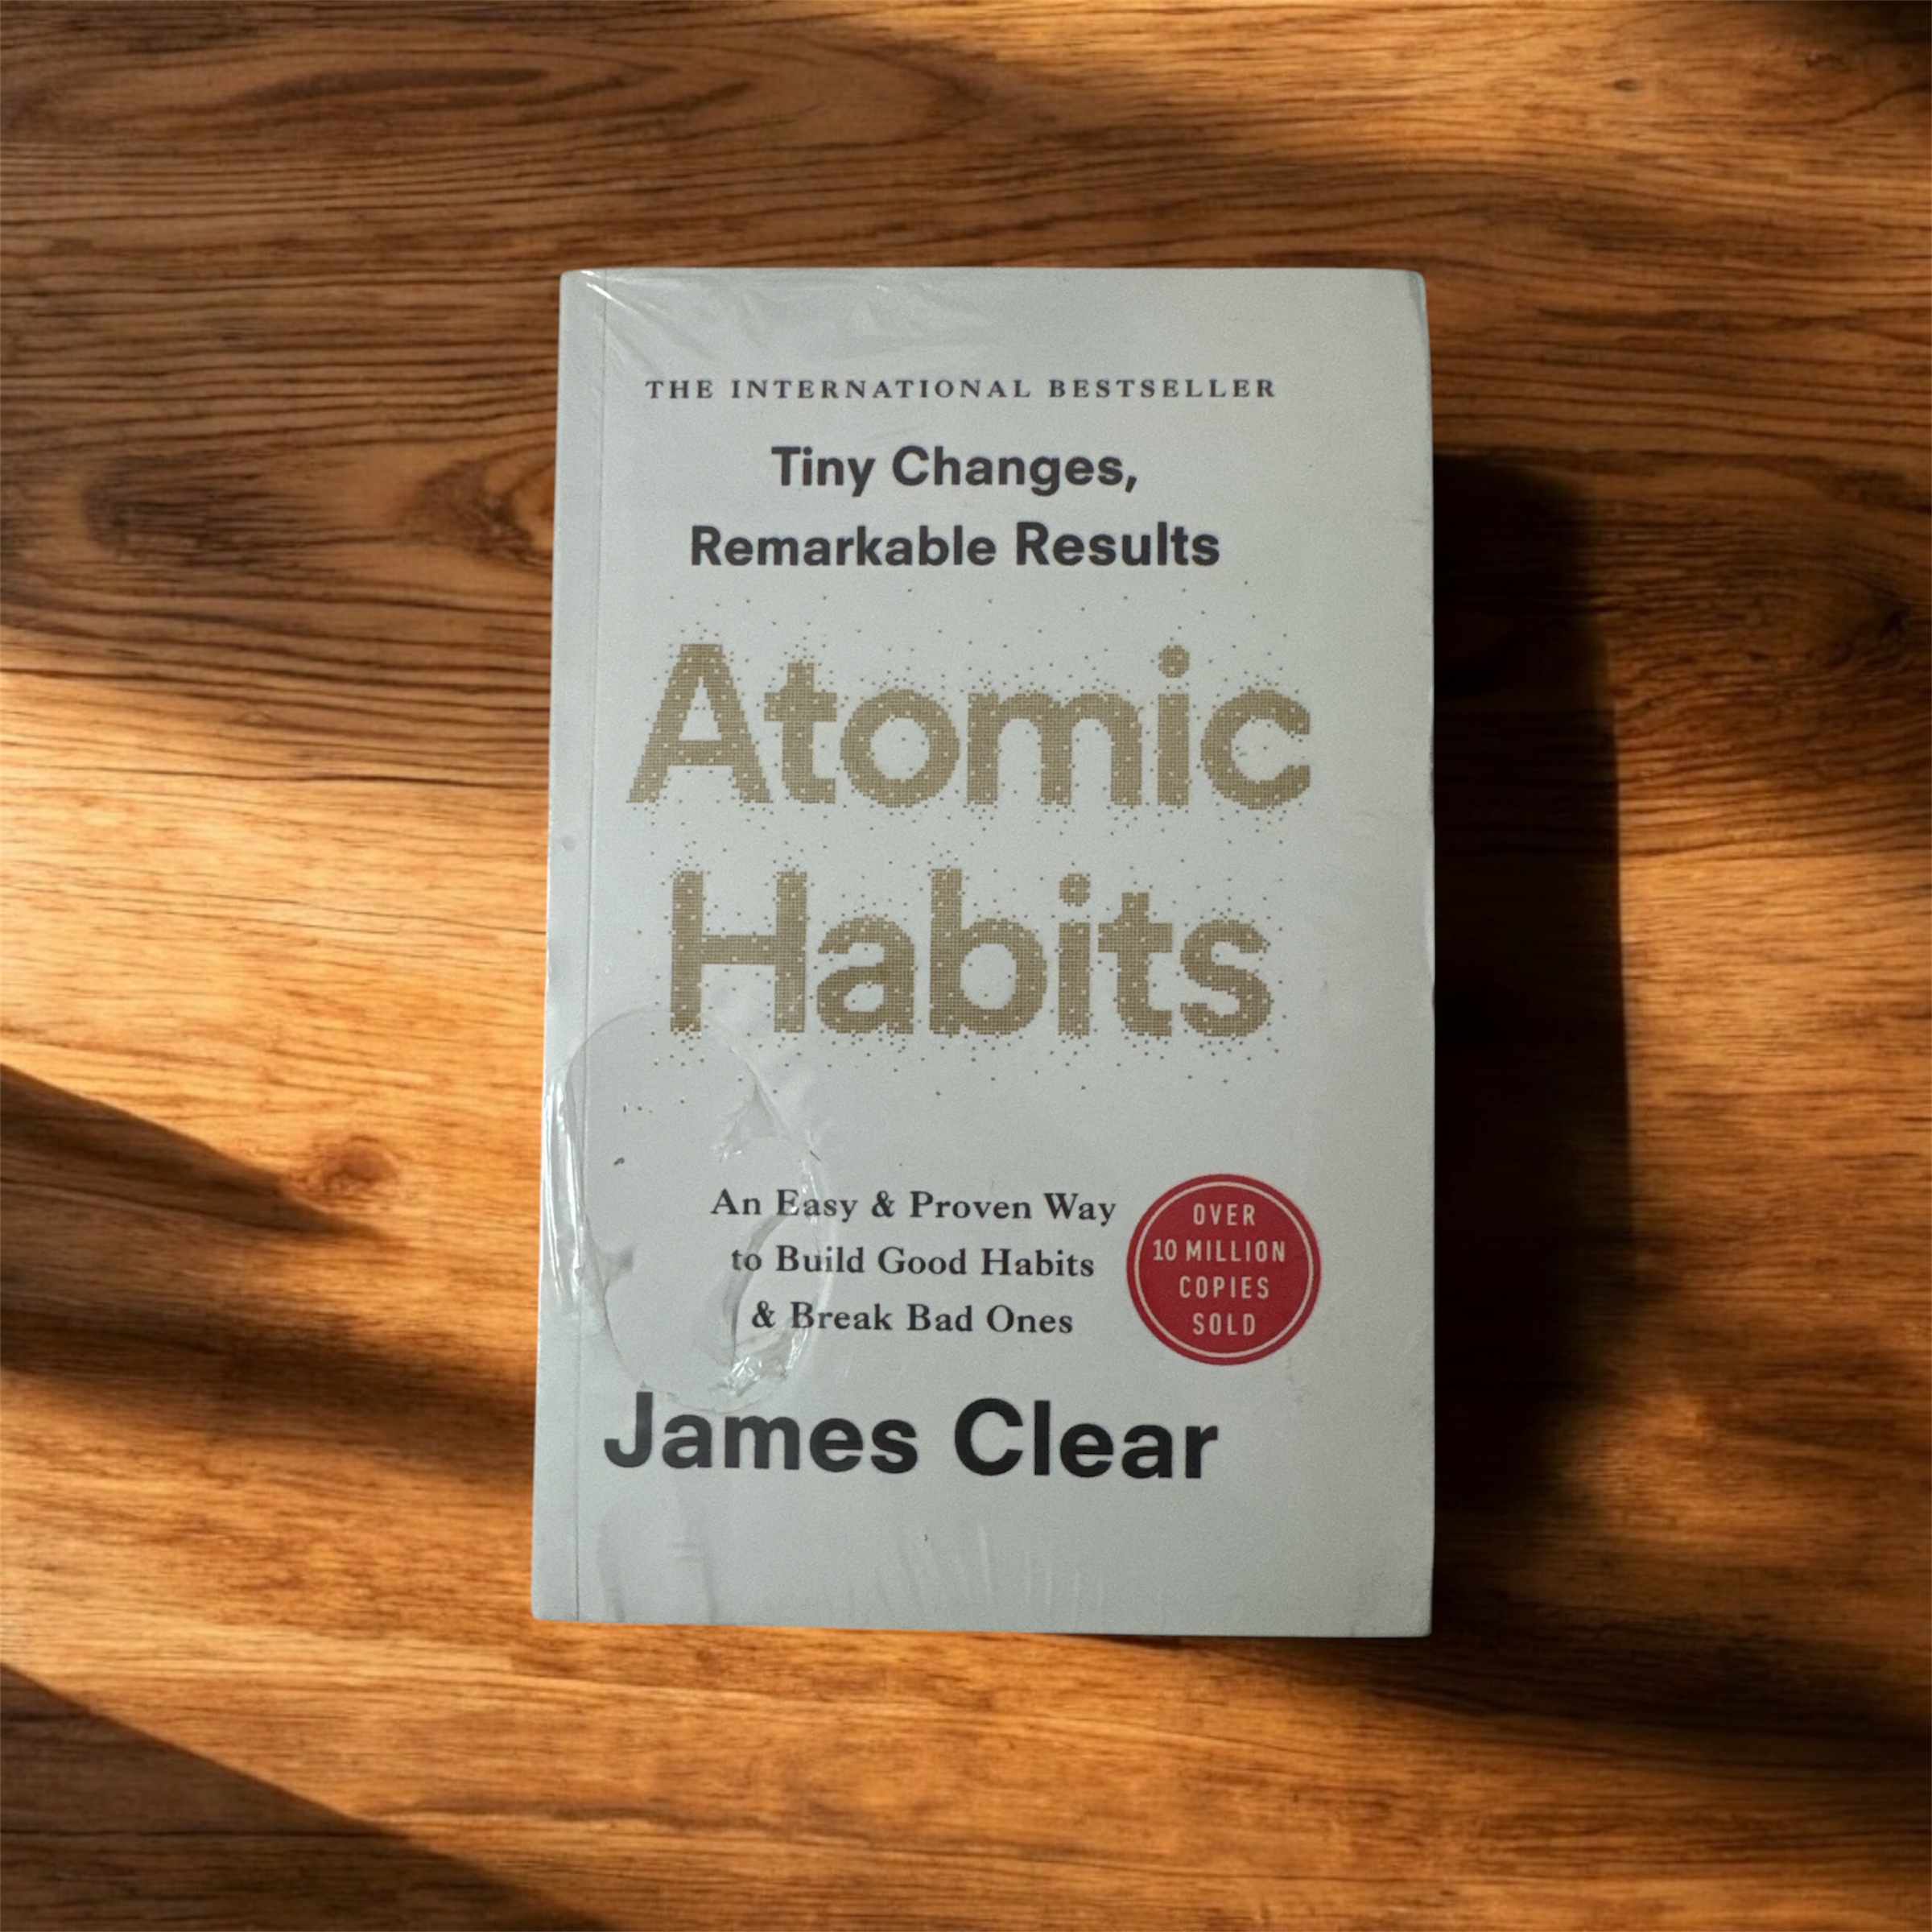 THE INTERNATIONAL BESTSELLER
Tiny Changes,
Remarkable Results
Atomic
Habits
An Easy & Proven Way
to Build Good Habits
& Break Bad Ones
OVER
10 MILLION
COPIES
SOLD
James Clear